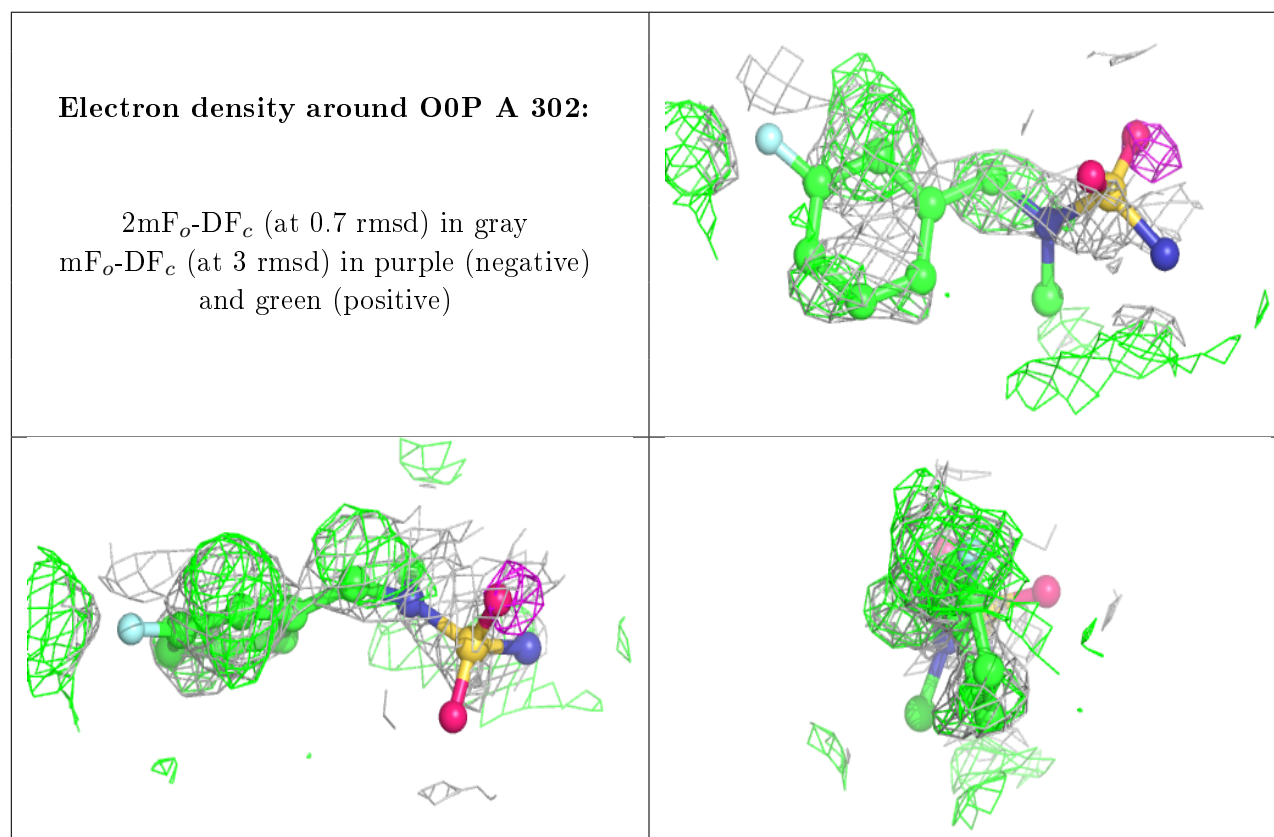 Electron density around O0P A 302:
2mFo-DFc (at 0.7 rmsd) in gray
mFo-DFc (at 3 rmsd) in purple (negative)
and green (positive)